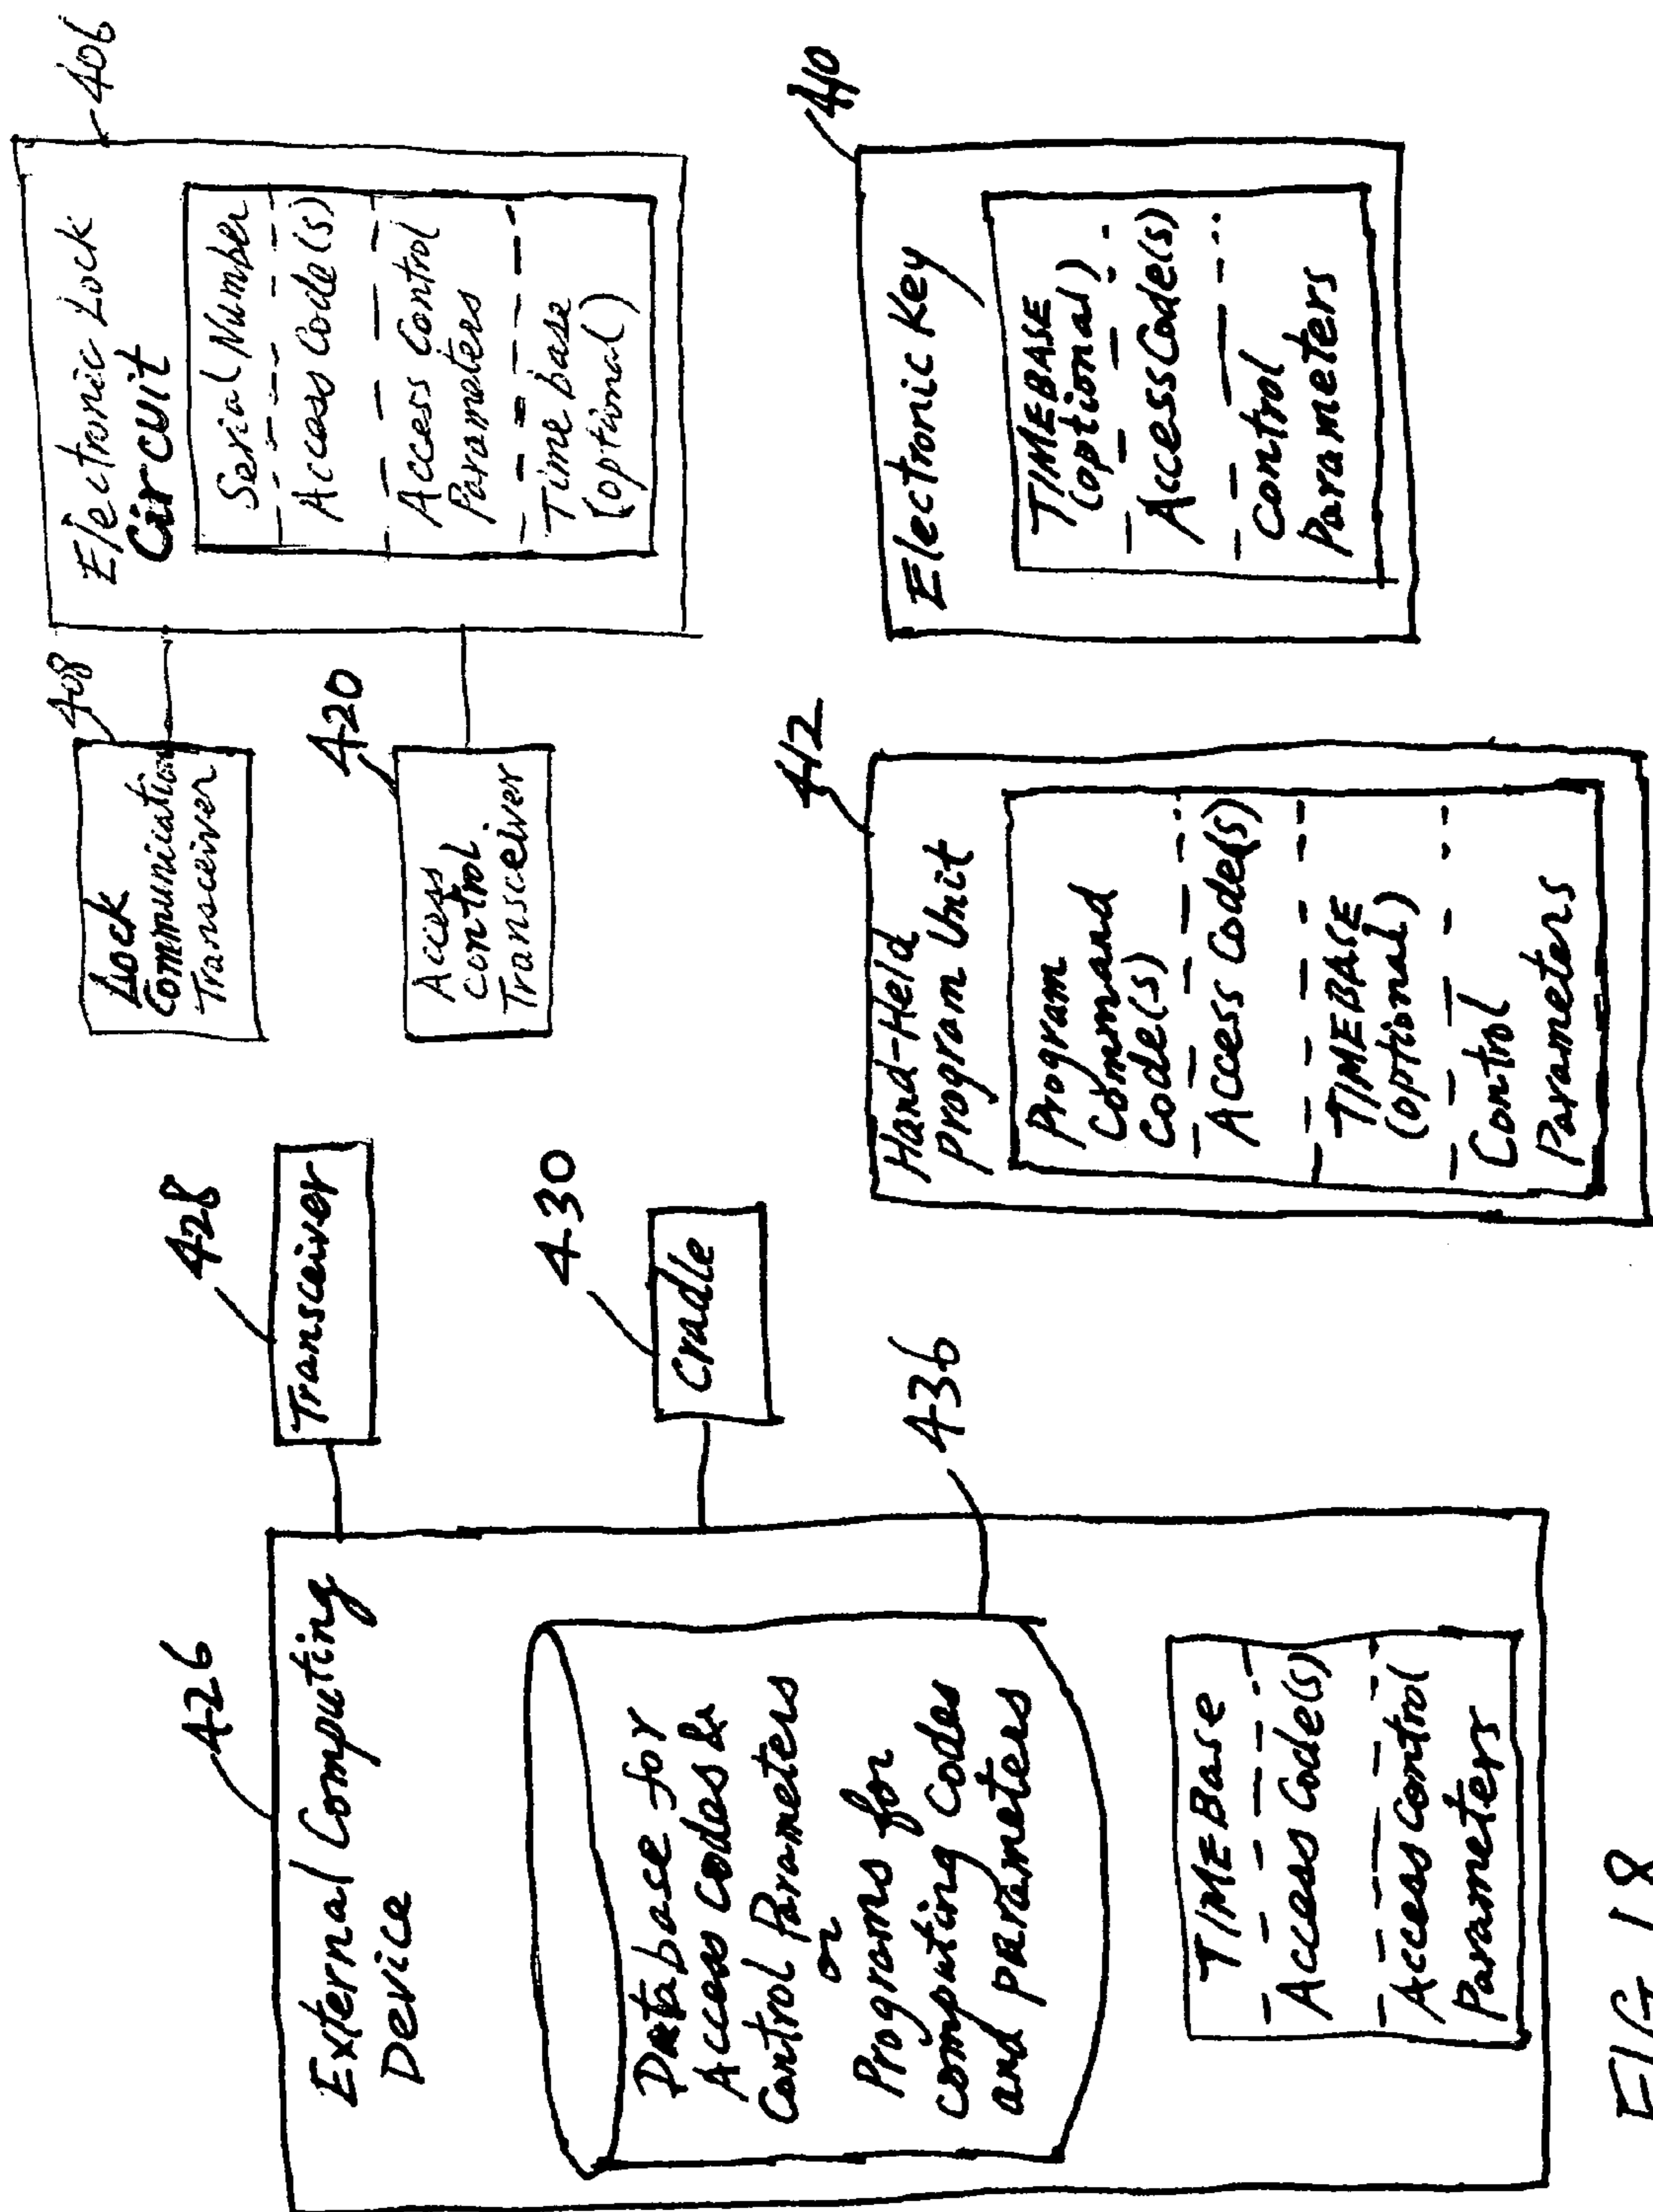 426
External Computing
Device
Database for
Access Codes &
Control Parameters
or
Programs for
computing Codes
and parameters
436
TIMEBase
Access Code(s)
Access Control
Parameters
428
Transceiver
430
Cradle
408
Lock
Communication
Transceiver
420
Access
control
Transceiver
406
Electronic Lock
Circuit
Serial Number
Access Code(s)
Access Control
Parameters
Time base
(optional)
412
Hand-Held
Program Unit
Program
Command
Code(s)
Access Code(s)
TIMEBASE
(optional)
Control
Parameters
410
Electronic Key
TIMEBASE
(optional)
Access Code(s)
Control
Parameters
FIG 18